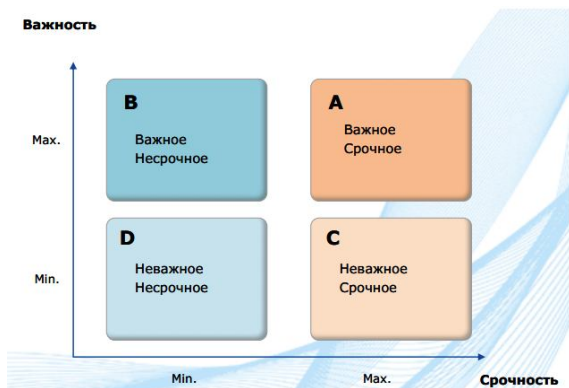 Важность
B
Важное
Несрочное
A
Важное
Срочное
Max.
D
Неважное
Несрочное
C
Неважное
Срочное
Min.
Min.
Max.
Срочность